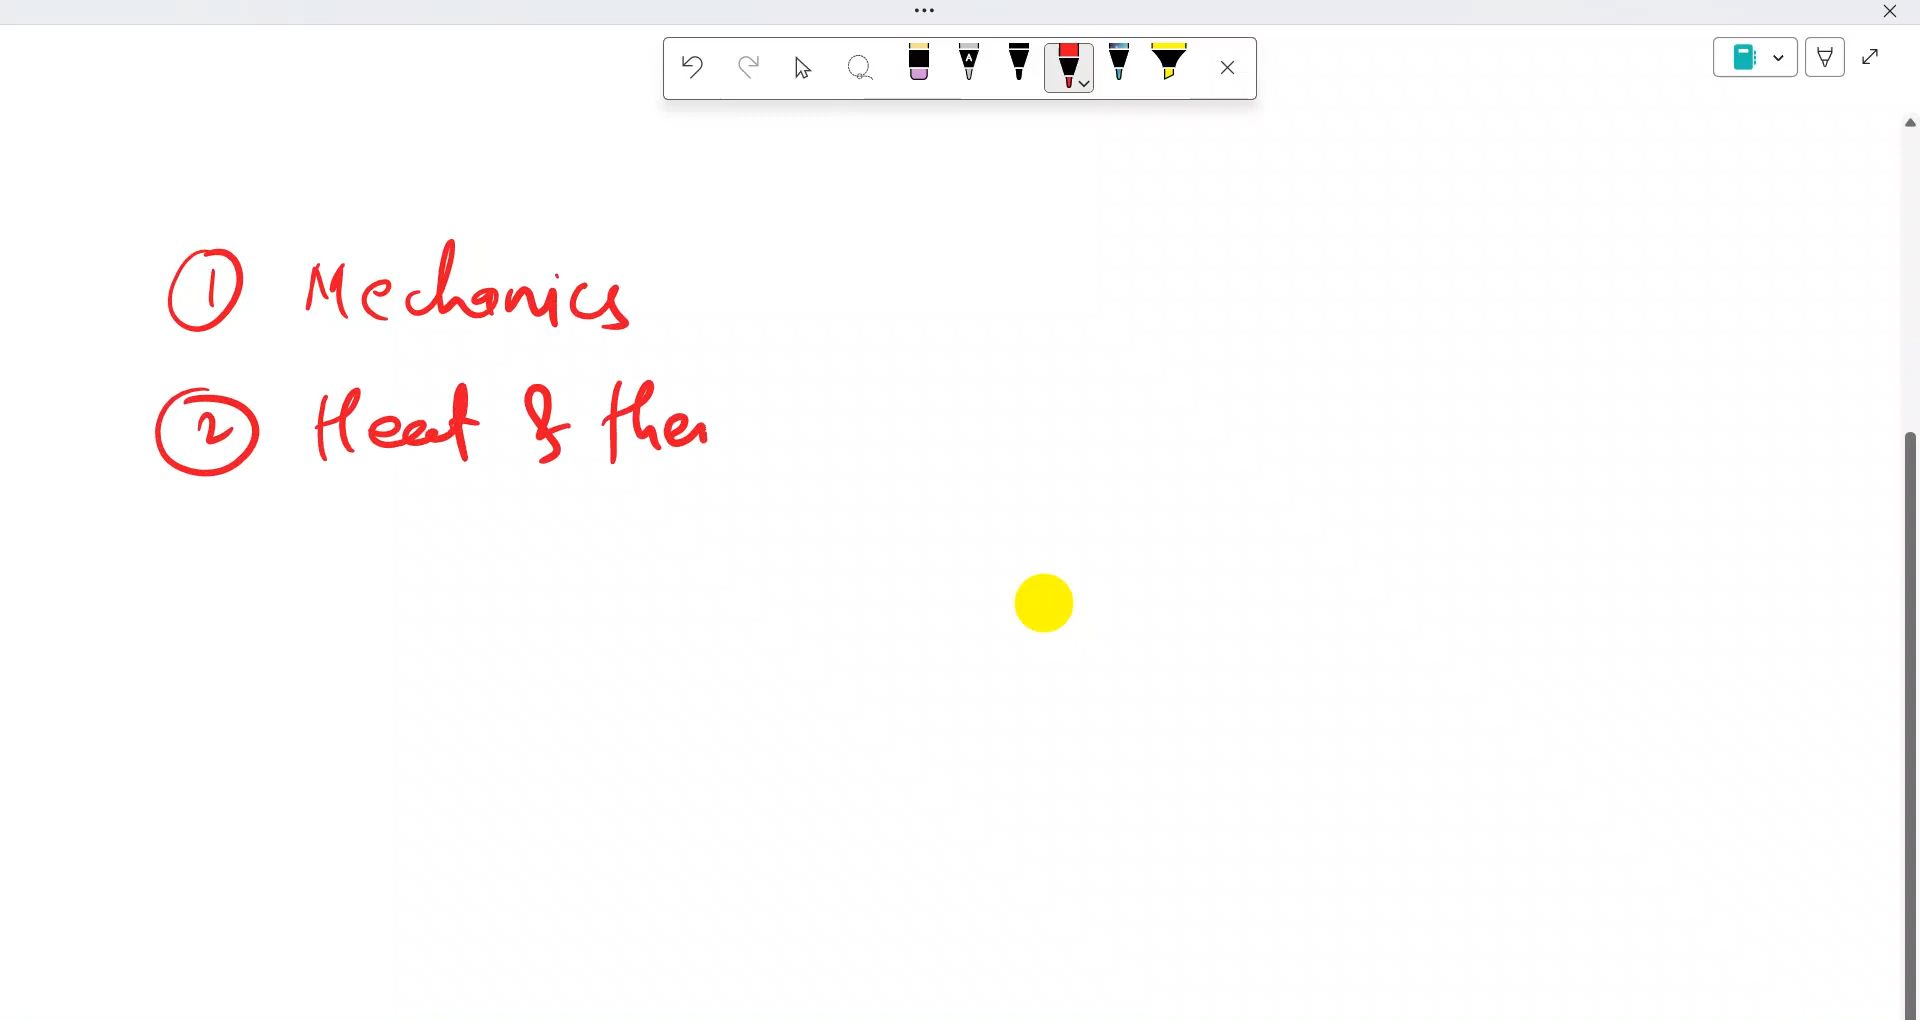 ① Mechanics
② Heat & ther